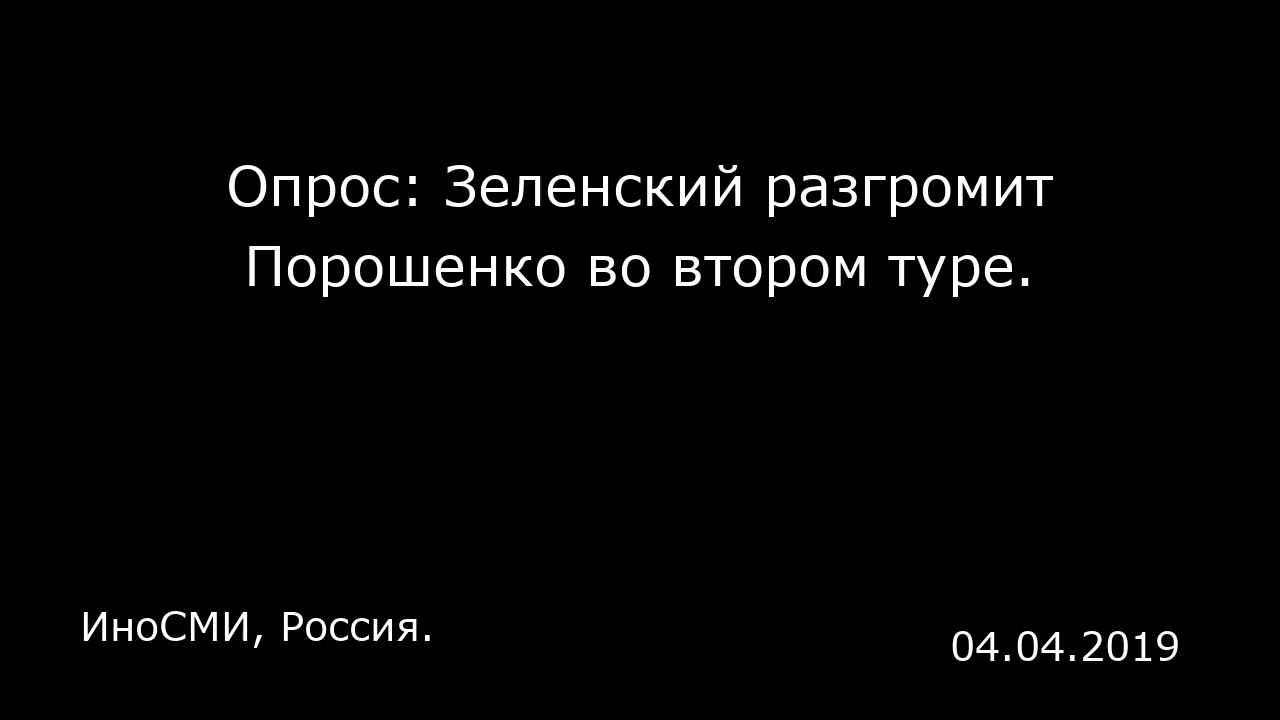 Опрос: Зеленский разгромит
Порошенко во втором туре.
ИноСМИ, Россия.
04.04.2019